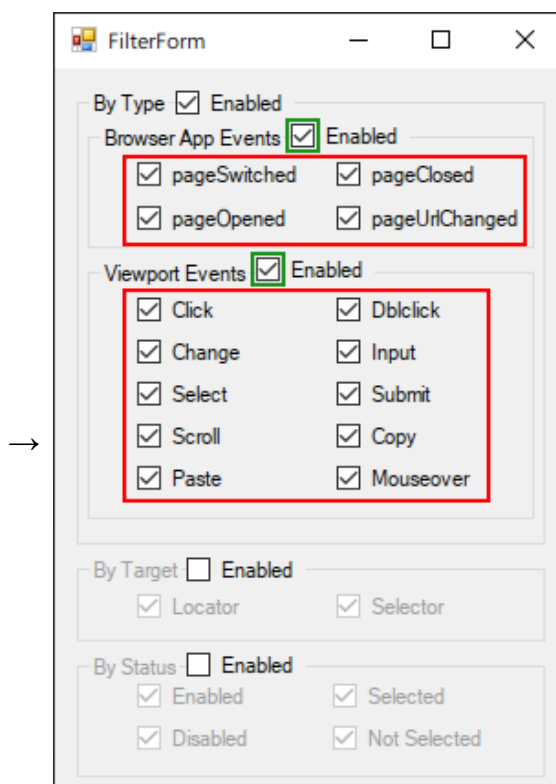 FilterForm
By Type Enabled
Browser App Events Enabled
pageSwitched pageClosed
pageOpened pageUrlChanged
Viewport Events Enabled
Click Dblclick
Change Input
Select Submit
→ Scroll Copy
Paste Mouseover
By Target Enabled
Locator Selector
By Status Enabled
Enabled Selected
Disabled Not Selected